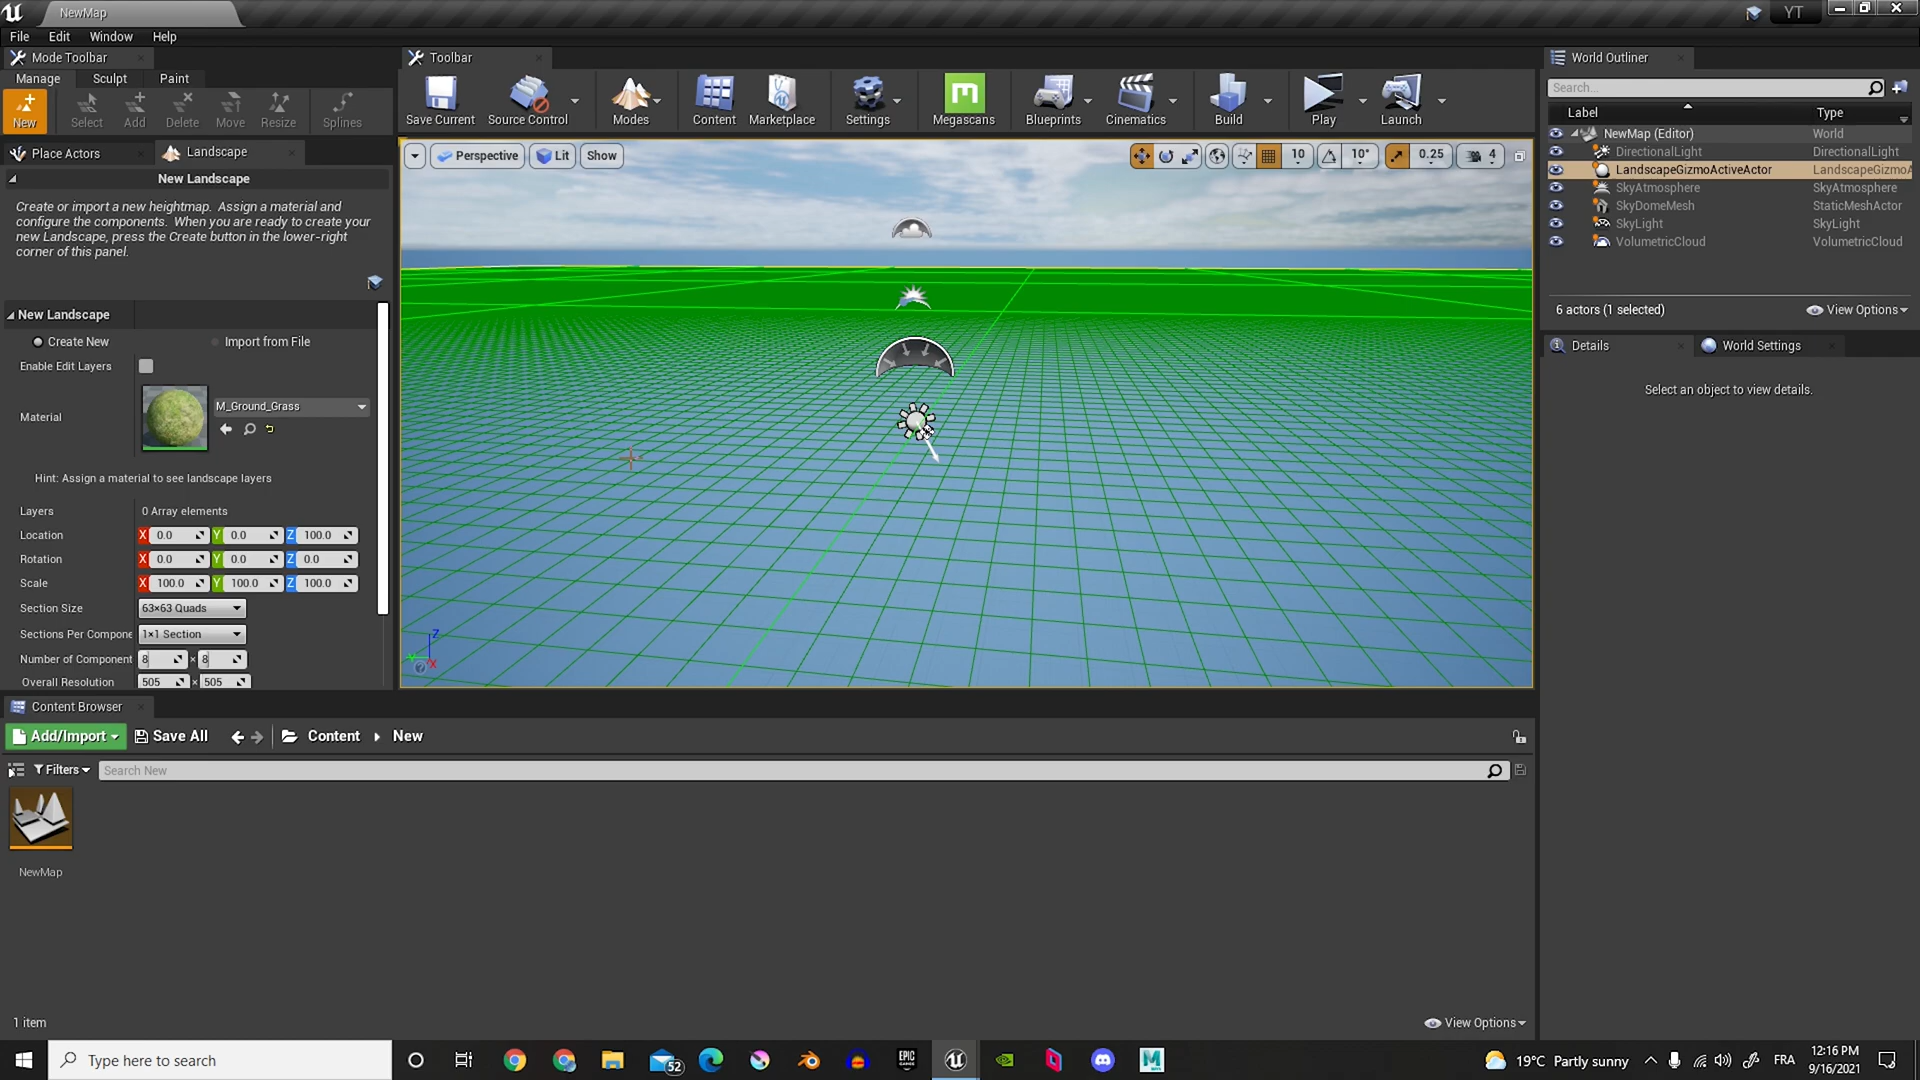 NewMap
YT
File Edit Window Help
Mode Toolbar
Manage Sculpt Paint
New Select Add Delete Move Resize Splines
Place Actors Landscape
New Landscape
Create or import a new heightmap. Assign a material and
configure the components. When you are ready to create your
new Landscape, press the Create button in the lower-right
corner of this panel.
New Landscape
Create New Import from File
Enable Edit Layers
Material M_Ground_Grass
Hint: Assign a material to see landscape layers
Layers 0 Array elements
Location X 0.0 Y 0.0 Z 100.0
Rotation X 0.0 Y 0.0 Z 0.0
Scale X 100.0 Y 100.0 Z 100.0
Section Size 63×63 Quads
Sections Per Compone 1×1 Section
Number of Component 8 × 8
Overall Resolution 505 × 505
Toolbar
Save Current Source Control Modes Content Marketplace Settings Megascans Blueprints Cinematics Build Play Launch
Perspective Lit Show
10 10° 0.25 4
Z
Y X
World Outliner
Search...
Label Type
NewMap (Editor) World
DirectionalLight DirectionalLight
LandscapeGizmoActiveActor LandscapeGizmoA
SkyAtmosphere SkyAtmosphere
SkyDomeMesh StaticMeshActor
SkyLight SkyLight
VolumetricCloud VolumetricCloud
6 actors (1 selected) View Options
Details World Settings
Select an object to view details.
Content Browser
Add/Import Save All Content New
Filters Search New
NewMap
1 item View Options
Type here to search
52
EPIC GAMES
M
19°C Partly sunny FRA 12:16 PM
9/16/2021